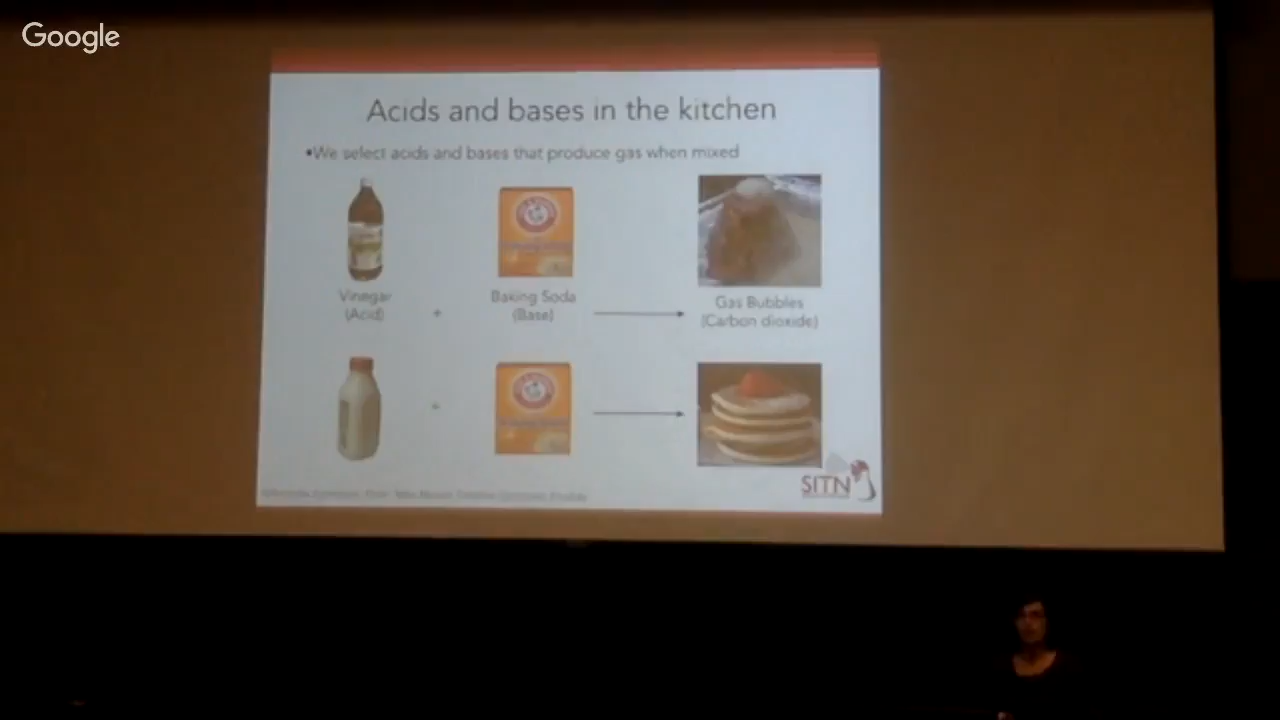 Google
Acids and bases in the kitchen
•We select acids and bases that produce gas when mixed
Vinegar
(Acid)
+
Baking Soda
(Base)
Gas Bubbles
(Carbon dioxide)
+
SITN